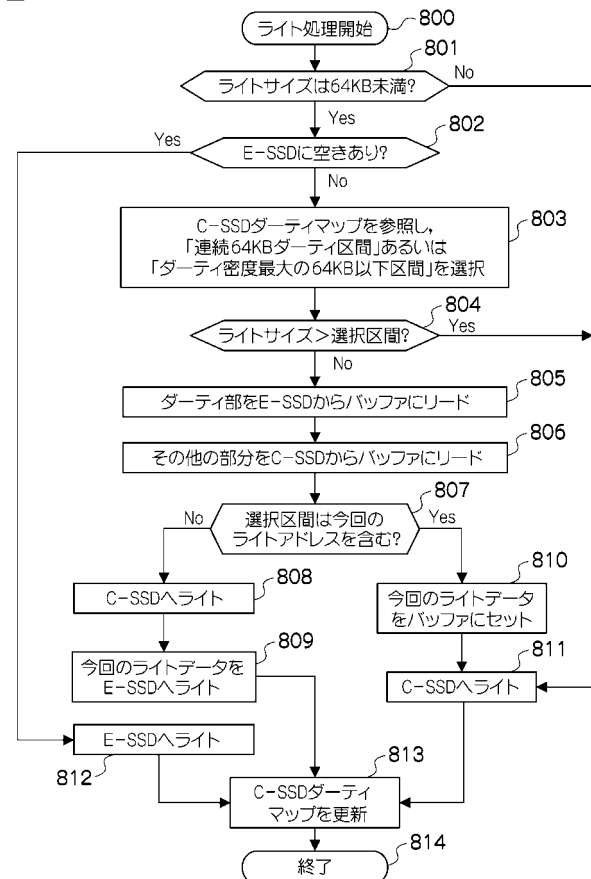 ライト処理開始
800
801
ライトサイズは64KB未満?
No
Yes
802
E-SSDに空きあり?
Yes
No
803
C-SSDダーティマップを参照し,
「連続64KBダーティ区間」あるいは
「ダーティ密度最大の64KB以下区間」を選択
804
ライトサイズ>選択区間?
Yes
No
805
ダーティ部をE-SSDからバッファにリード
806
その他の部分をC-SSDからバッファにリード
807
選択区間は今回の
ライトアドレスを含む?
No
Yes
808
C-SSDへライト
809
今回のライトデータを
E-SSDへライト
810
今回のライトデータ
をバッファにセット
811
C-SSDへライト
E-SSDへライト
812
813
C-SSDダーティ
マップを更新
814
終了